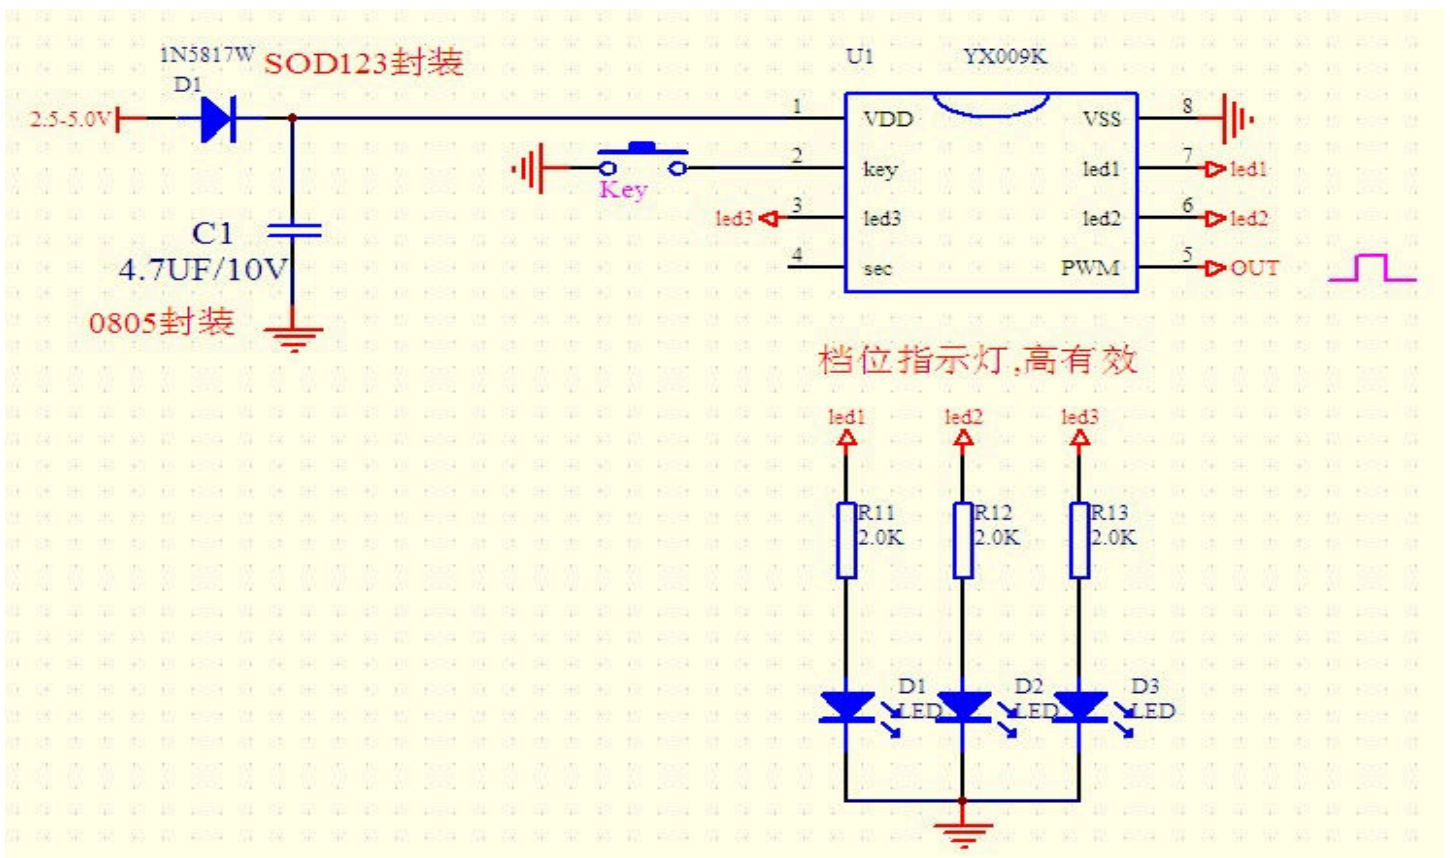 1N5817W
SOD123封装
D1
2.5-5.0V
C1
4.7UF/10V
0805封装
Key
U1
YX009K
1
VDD
2
key
led3
3
led3
4
sec
VSS
8
led1
7
led1
led2
6
led2
PWM
5
OUT
档位指示灯,高有效
led1
led2
led3
R11
2.0K
R12
2.0K
R13
2.0K
D1
LED
D2
LED
D3
LED